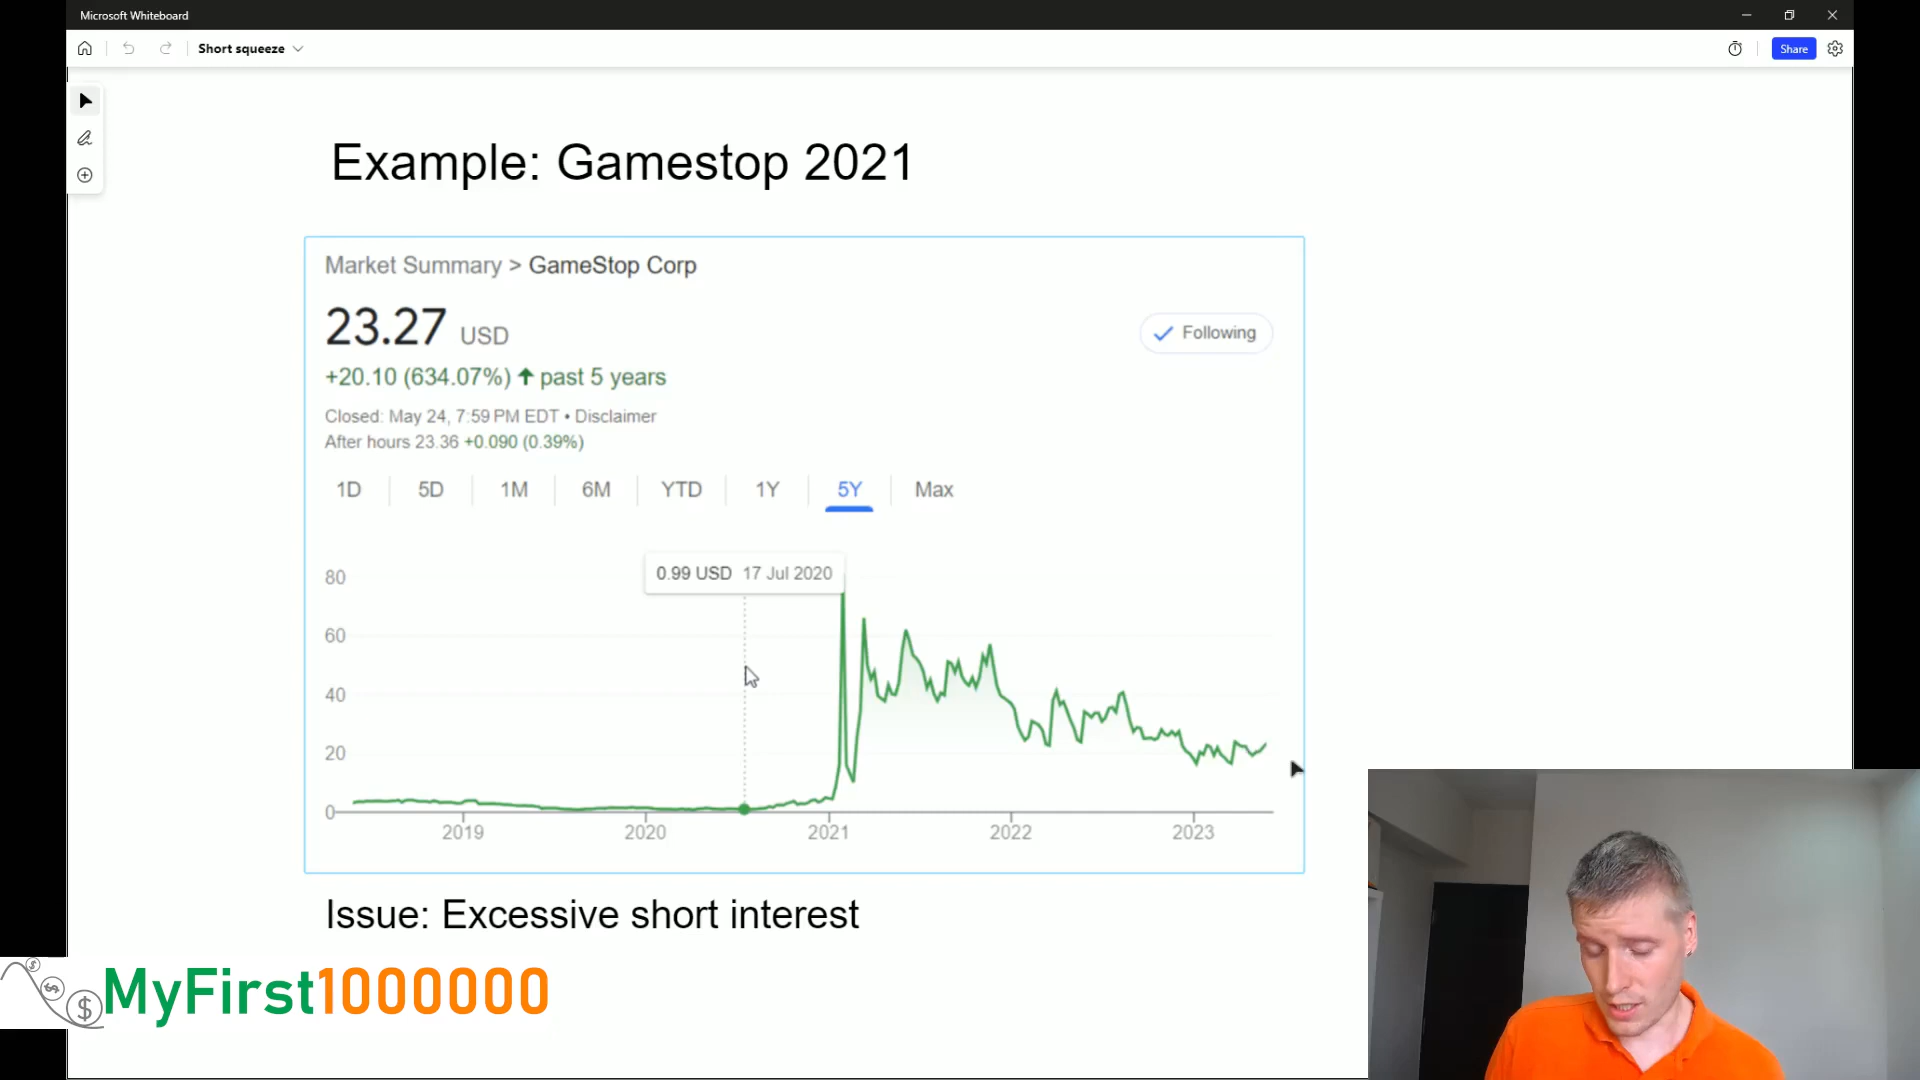 Microsoft Whiteboard
Short squeeze
Share
Example: Gamestop 2021
Market Summary > GameStop Corp
23.27 USD
Following
+20.10 (634.07%) ↑ past 5 years
Closed: May 24, 7:59 PM EDT • Disclaimer
After hours 23.36 +0.090 (0.39%)
1D 5D 1M 6M YTD 1Y 5Y Max
0.99 USD 17 Jul 2020
80
60
40
20
0
2019 2020 2021 2022 2023
Issue: Excessive short interest
$ $ $ MyFirst1000000